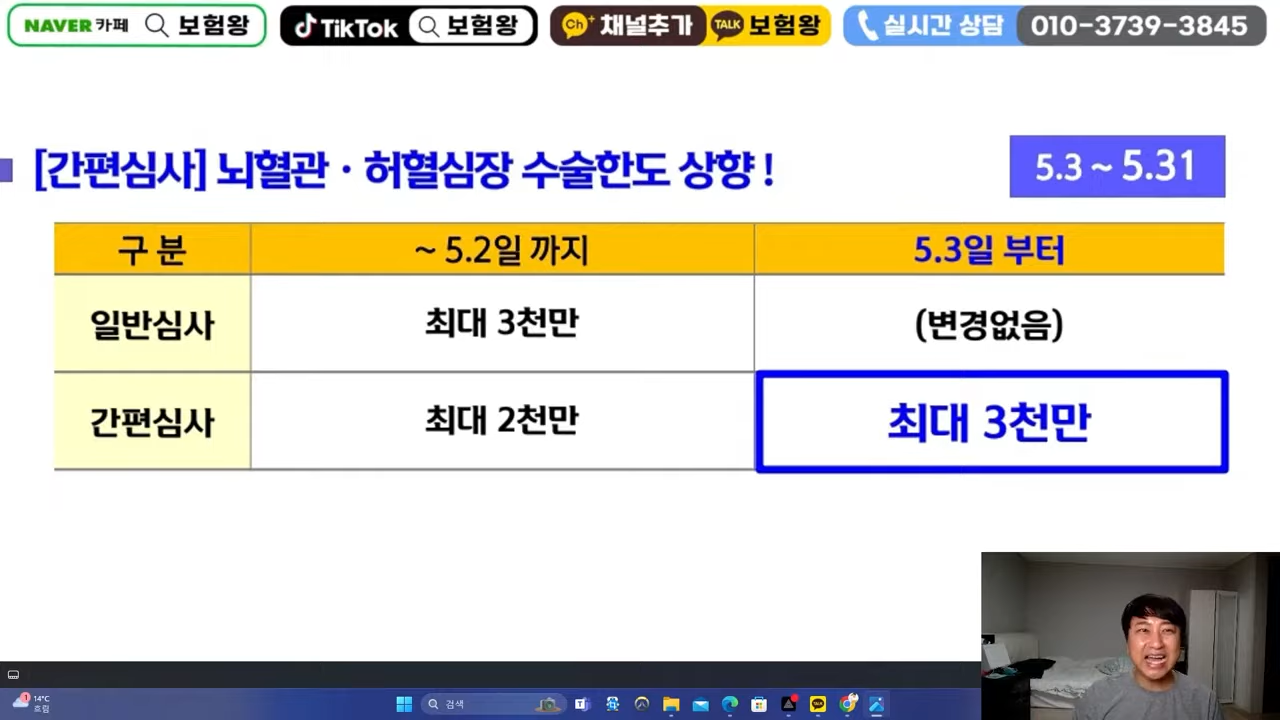 NAVER 카페 보험왕 TikTok 보험왕 Ch+ 채널추가 TALK 보험왕 실시간 상담 010-3739-3845
[간편심사] 뇌혈관 · 허혈심장 수술한도 상향 ! 5.3 ~ 5.31
구 분 ~ 5.2일 까지 5.3일 부터
일반심사 최대 3천만 (변경없음)
간편심사 최대 2천만 최대 3천만
1 14°C 흐림 검색